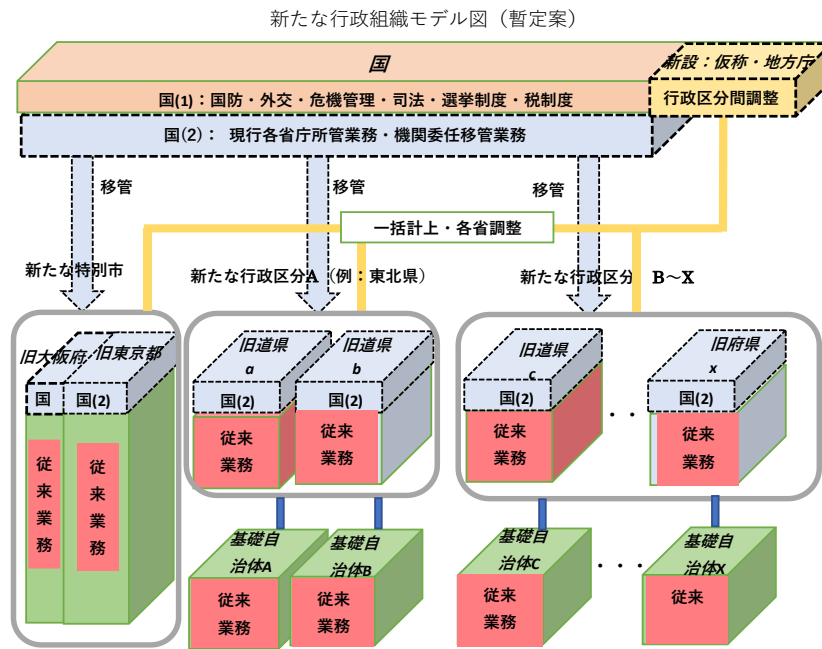 新たな行政組織モデル図（暫定案）
国
新設：仮称・地方庁
国(1)：国防・外交・危機管理・司法・選挙制度・税制度
行政区分間調整
国(2)： 現行各省庁所管業務・機関委任移管業務
移管
移管
移管
一括計上・各省調整
新たな特別市
新たな行政区分A（例：東北県）
新たな行政区分 B～X
旧大阪府
旧東京都
国
国(2)
従来業務
従来業務
旧道県
a
国(2)
従来
業務
旧道県
b
国(2)
従来
業務
旧道県
c
国(2)
従来
業務
・・
旧府県
x
国(2)
従来
業務
基礎自
治体A
従来
業務
基礎自
治体B
従来
業務
基礎自
治体C
従来
業務
・・・
基礎自
治体X
従来